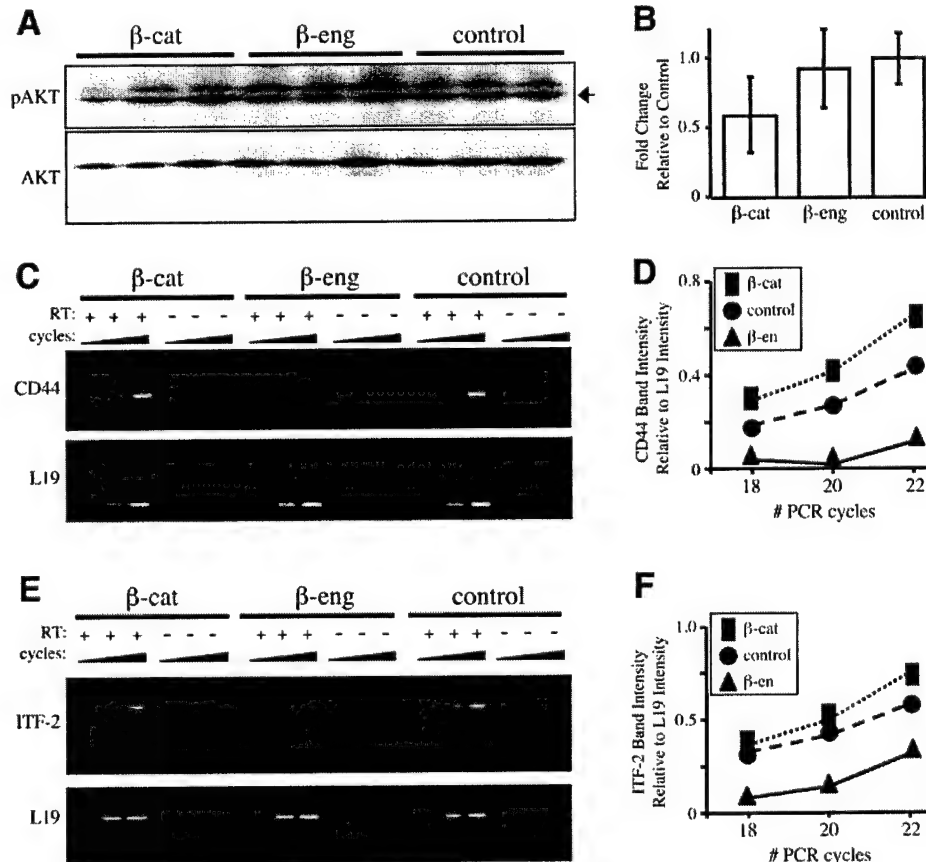 A
β-cat β-eng control
pAKT
AKT
B
Fold Change
Relative to Control
1.0
0.5
0
β-cat β-eng control
C
β-cat β-eng control
RT: + + + - - - + + + - - - + + + - - -
cycles:
CD44
L19
D
β-cat
control
β-en
CD44 Band Intensity
Relative to L19 Intensity
0.8
0.4
0
18 20 22
# PCR cycles
E
β-cat β-eng control
RT: + + + - - - + + + - - - + + + - - -
cycles:
ITF-2
L19
F
β-cat
control
β-en
ITF-2 Band Intensity
Relative to L19 Intensity
1.0
0.5
0
18 20 22
# PCR cycles